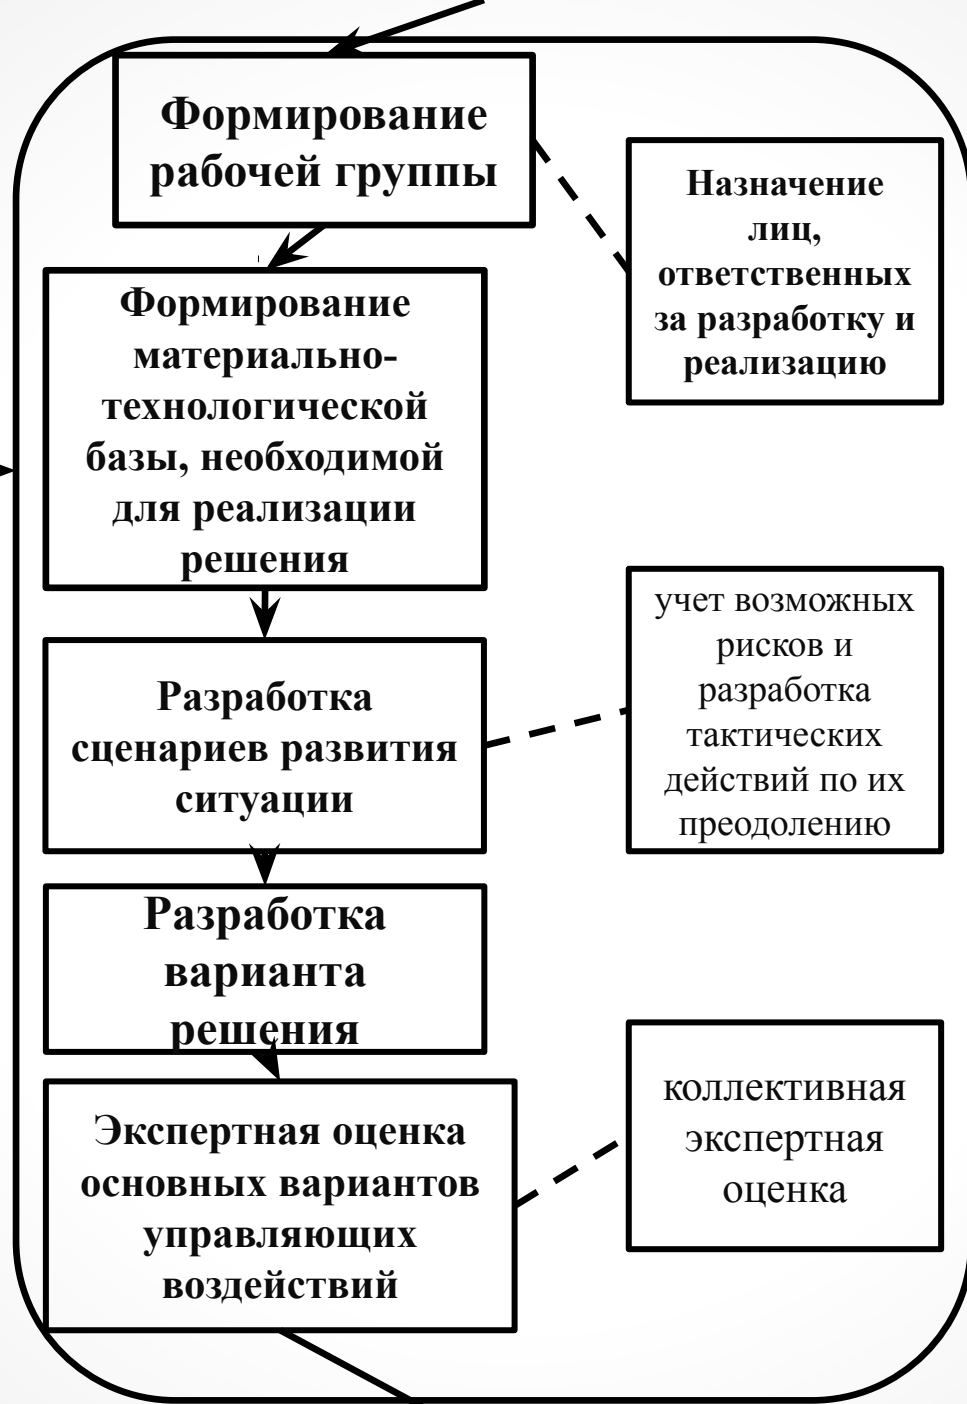 Формирование
рабочей группы
Назначение
лиц,
ответственных
за разработку и
реализацию
Формирование
материально-
технологической
базы, необходимой
для реализации
решения
учет возможных
рисков и
разработка
тактических
действий по их
преодолению
Разработка
сценариев развития
ситуации
Разработка
варианта
решения
Экспертная оценка
основных вариантов
управляющих
воздействий
коллективная
экспертная
оценка